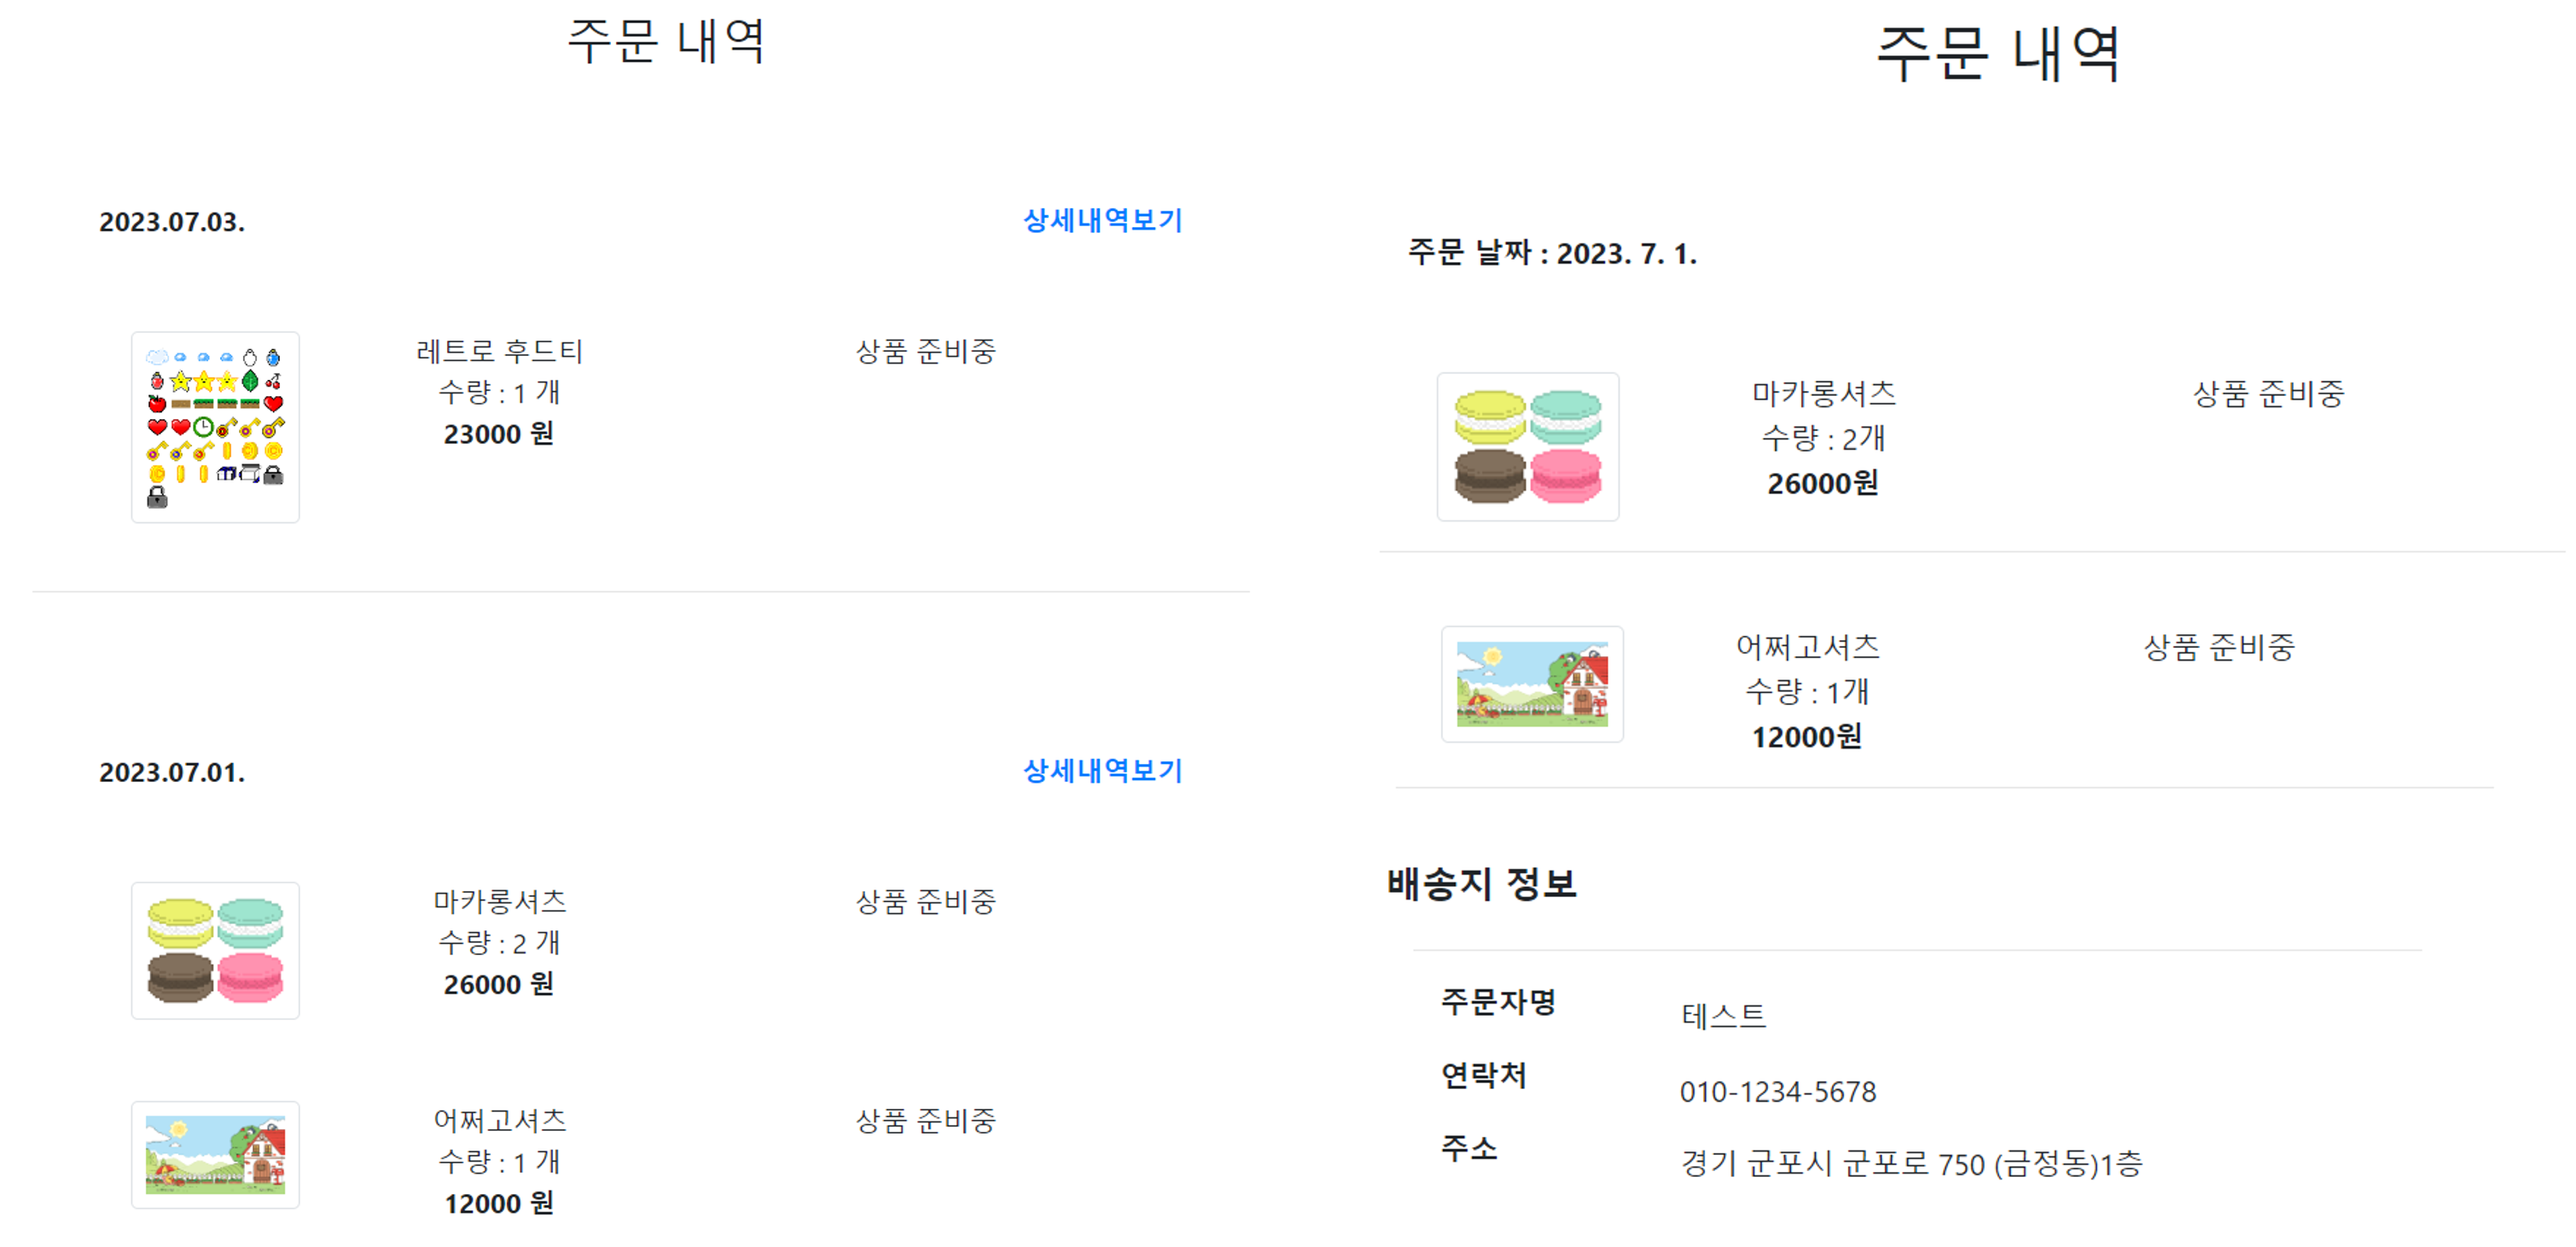 주문 내역
2023.07.03.
상세내역보기
레트로 후드티
상품 준비중
수량 : 1 개
23000 원
2023.07.01.
상세내역보기
마카롱셔츠
상품 준비중
수량 : 2 개
26000 원
어쩌고셔츠
상품 준비중
수량 : 1 개
12000 원
주문 내역
주문 날짜 : 2023. 7. 1.
마카롱셔츠
상품 준비중
수량 : 2개
26000원
어쩌고셔츠
상품 준비중
수량 : 1개
12000원
배송지 정보
주문자명
테스트
연락처
010-1234-5678
주소
경기 군포시 군포로 750 (금정동)1층